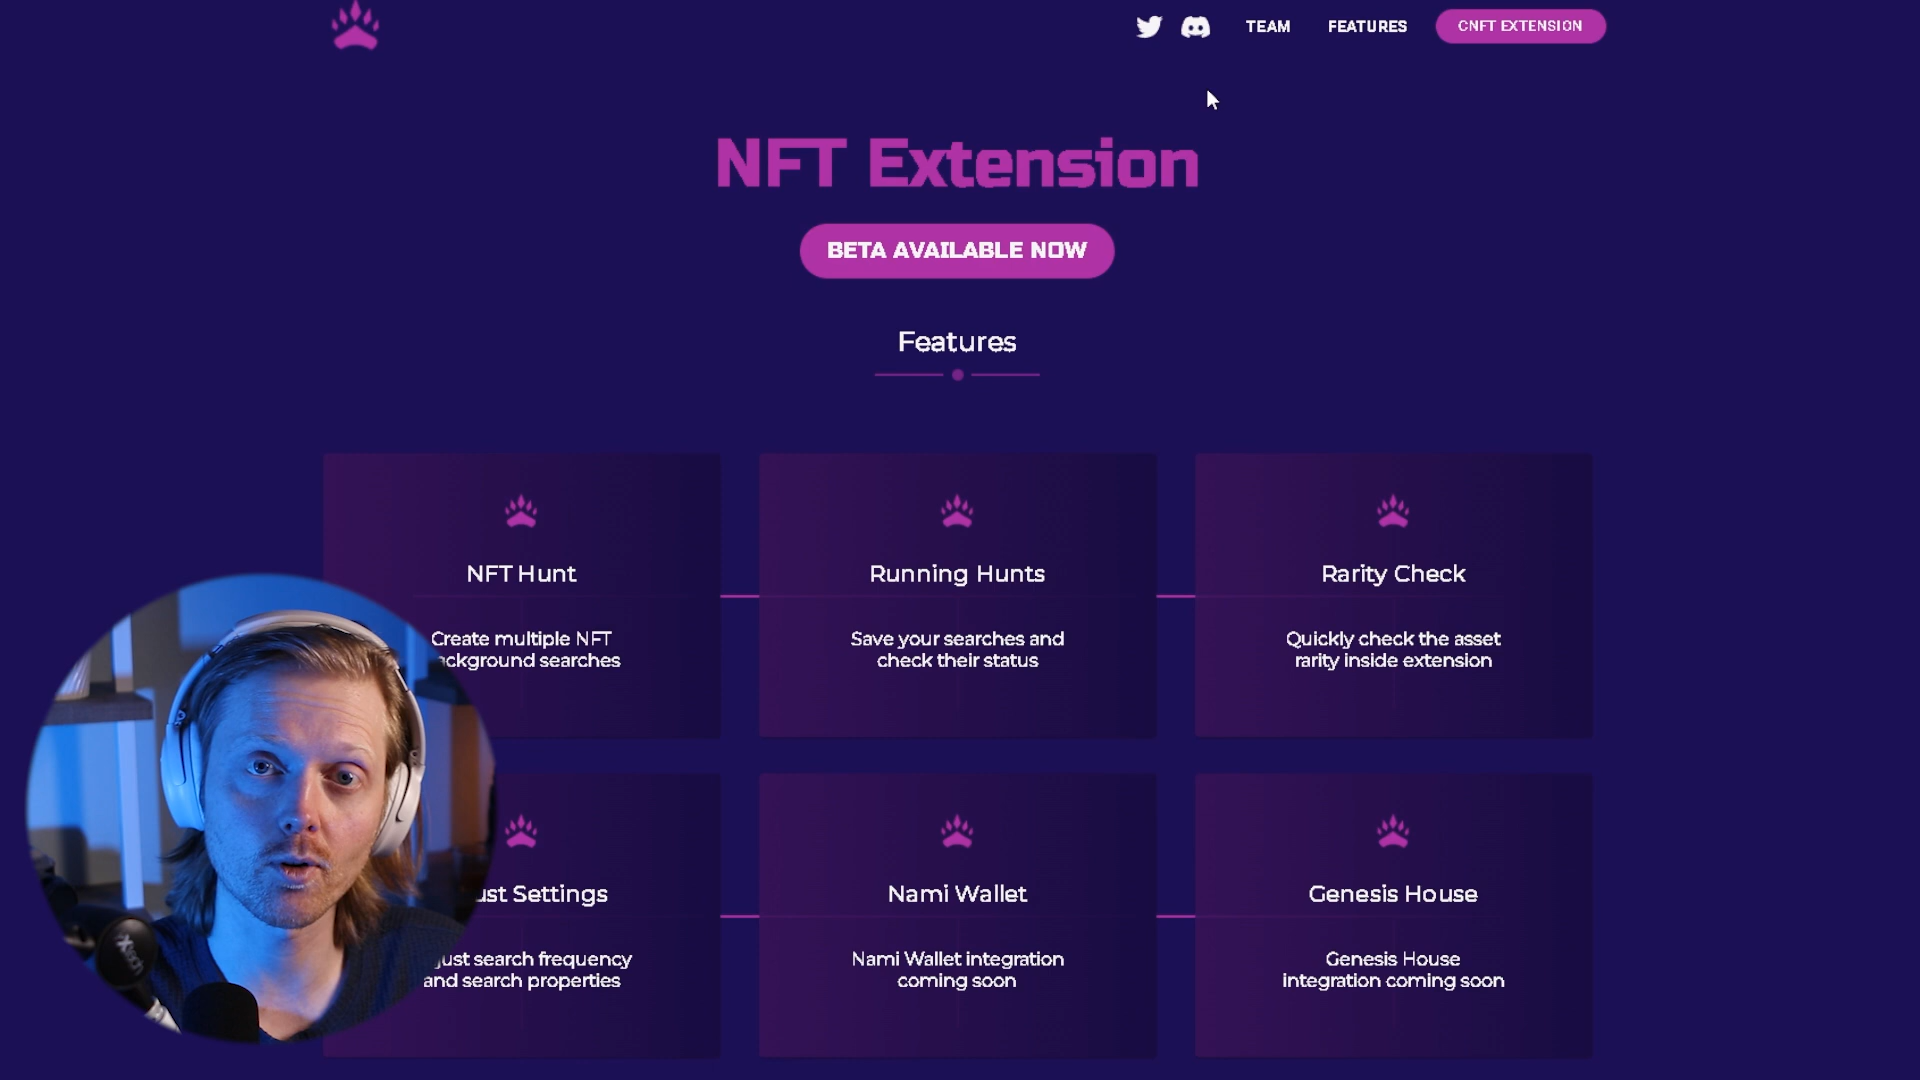 TEAM
FEATURES
CNFT EXTENSION
NFT Extension
BETA AVAILABLE NOW
Features
NFT Hunt
Create multiple NFT
ckground searches
Running Hunts
Save your searches and
check their status
Rarity Check
Quickly check the asset
rarity inside extension
ust Settings
just search frequency
and search properties
Nami Wallet
Nami Wallet integration
coming soon
Genesis House
Genesis House
integration coming soon